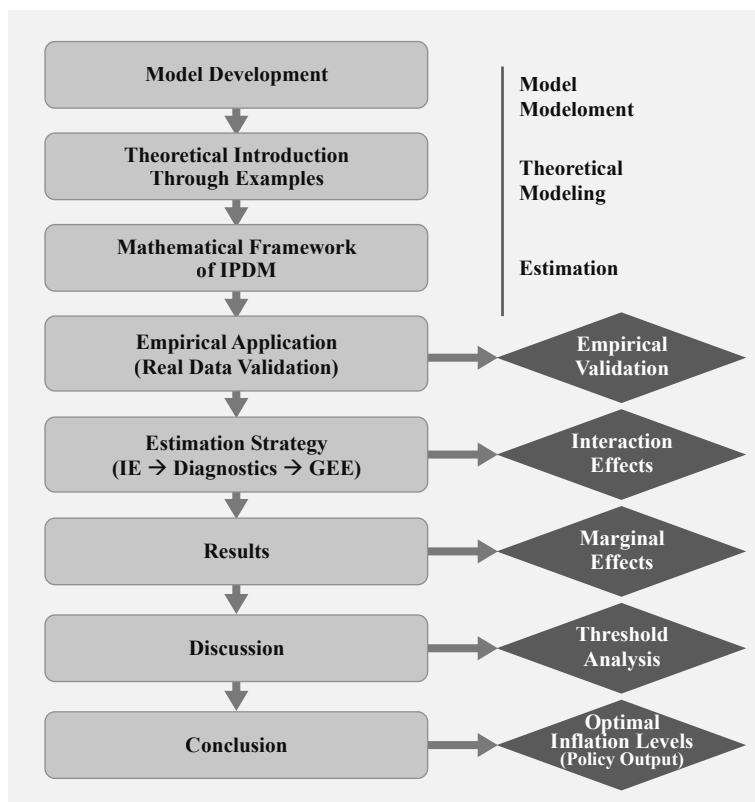 Model Development
Model
Modeloment
Theoretical Introduction
Through Examples
Theoretical
Modeling
Mathematical Framework
of IPDM
Estimation
Empirical Application
(Real Data Validation)
Empirical
Validation
Estimation Strategy
(IE → Diagnostics → GEE)
Interaction
Effects
Results
Marginal
Effects
Discussion
Threshold
Analysis
Conclusion
Optimal
Inflation Levels
(Policy Output)